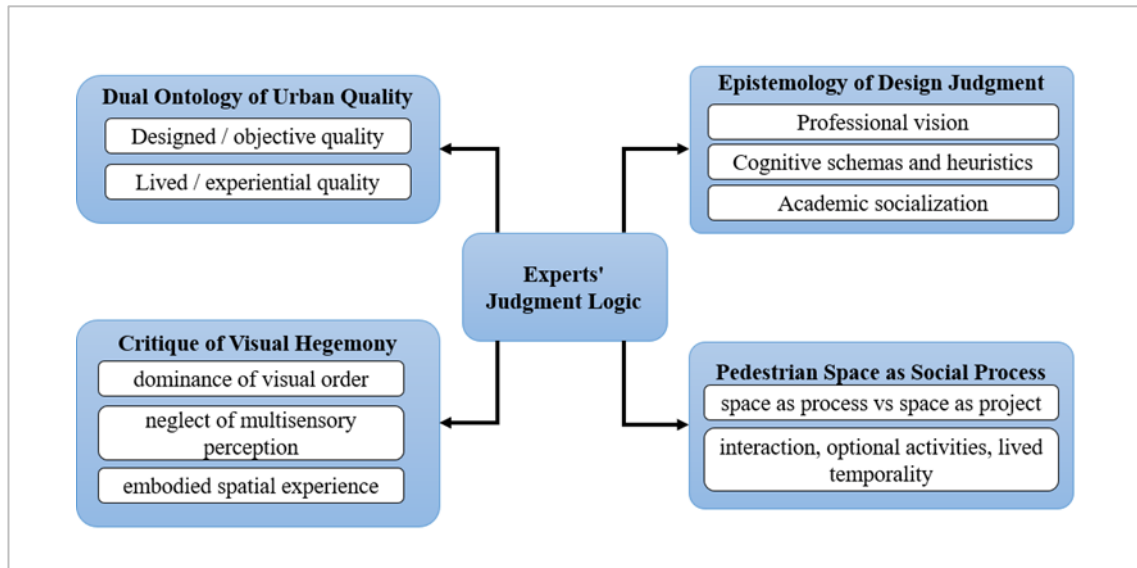 Dual Ontology of Urban Quality
Designed / objective quality
Lived / experiential quality
Epistemology of Design Judgment
Professional vision
Cognitive schemas and heuristics
Academic socialization
Experts'
Judgment Logic
Critique of Visual Hegemony
dominance of visual order
neglect of multisensory
perception
embodied spatial experience
Pedestrian Space as Social Process
space as process vs space as project
interaction, optional activities, lived
temporality